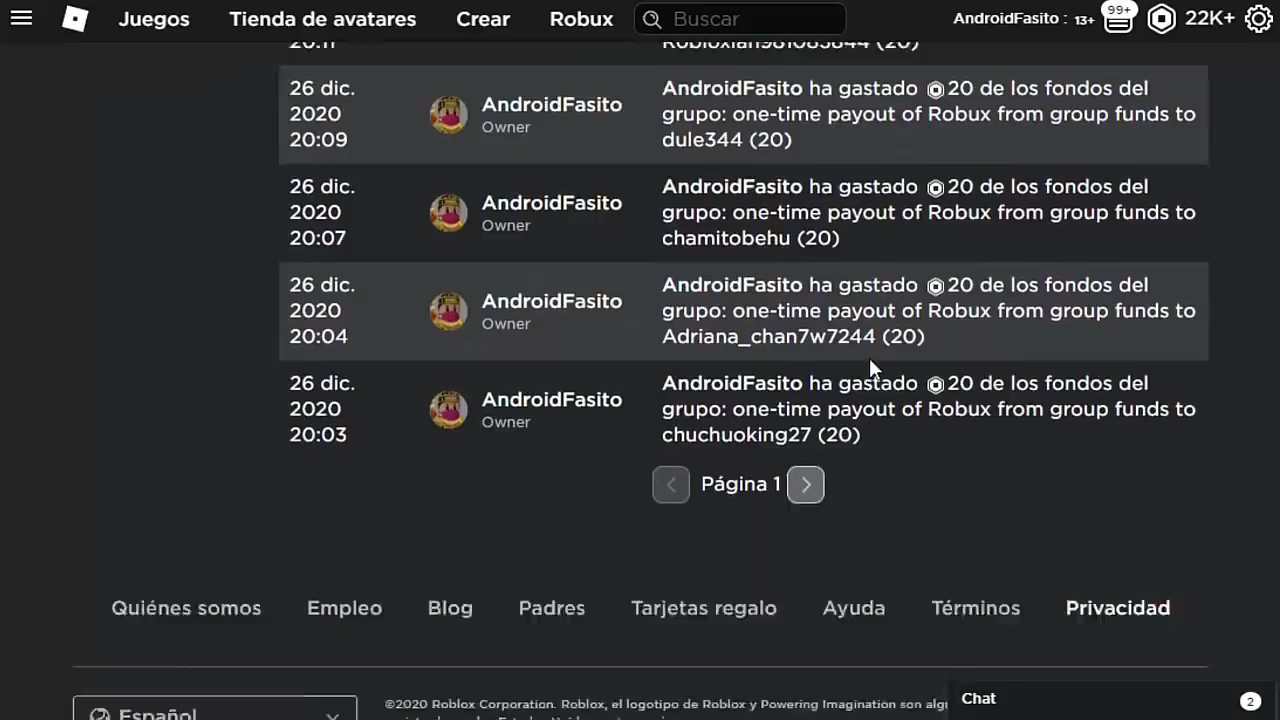 Juegos Tienda de avatares Crear Robux Buscar AndroidFasito : 13+ 99+ 22K+
20:11 Robloxian981083844 (20)
26 dic. 2020 20:09
AndroidFasito
Owner
AndroidFasito ha gastado 20 de los fondos del
grupo: one-time payout of Robux from group funds to
dule344 (20)
26 dic. 2020 20:07
AndroidFasito
Owner
AndroidFasito ha gastado 20 de los fondos del
grupo: one-time payout of Robux from group funds to
chamitobehu (20)
26 dic. 2020 20:04
AndroidFasito
Owner
AndroidFasito ha gastado 20 de los fondos del
grupo: one-time payout of Robux from group funds to
Adriana_chan7w7244 (20)
26 dic. 2020 20:03
AndroidFasito
Owner
AndroidFasito ha gastado 20 de los fondos del
grupo: one-time payout of Robux from group funds to
chuchuoking27 (20)
Página 1
Quiénes somos Empleo Blog Padres Tarjetas regalo Ayuda Términos Privacidad
Español
©2020 Roblox Corporation. Roblox, el logotipo de Roblox y Powering Imagination son
Chat 2